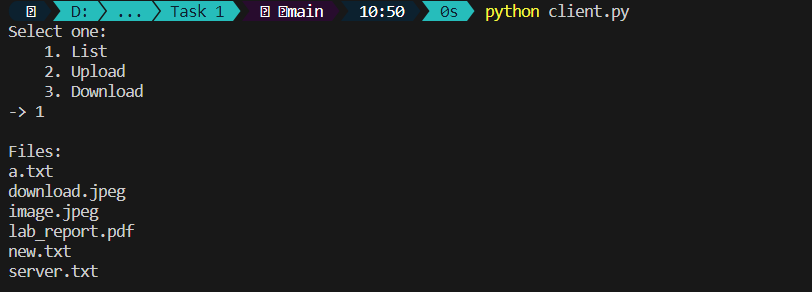 D: ... Task 1 main 10:50 0s python client.py
Select one:
    1. List
    2. Upload
    3. Download
-> 1

Files:
a.txt
download.jpeg
image.jpeg
lab_report.pdf
new.txt
server.txt